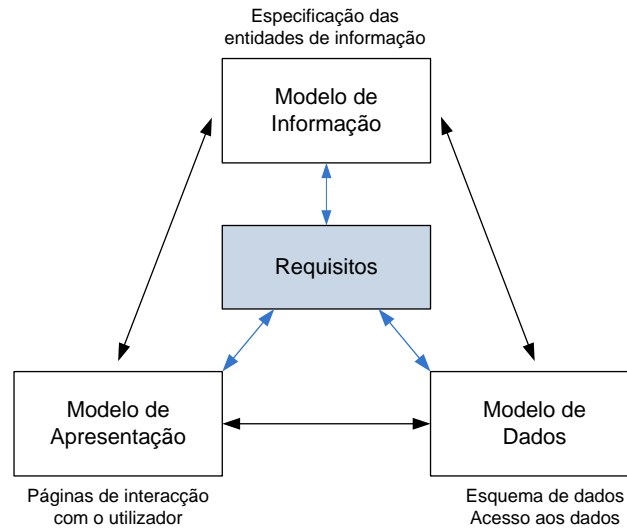 Especificação das
entidades de informação
Modelo de
Informação
Requisitos
Modelo de
Apresentação
Modelo de
Dados
Páginas de interacção
com o utilizador
Esquema de dados
Acesso aos dados